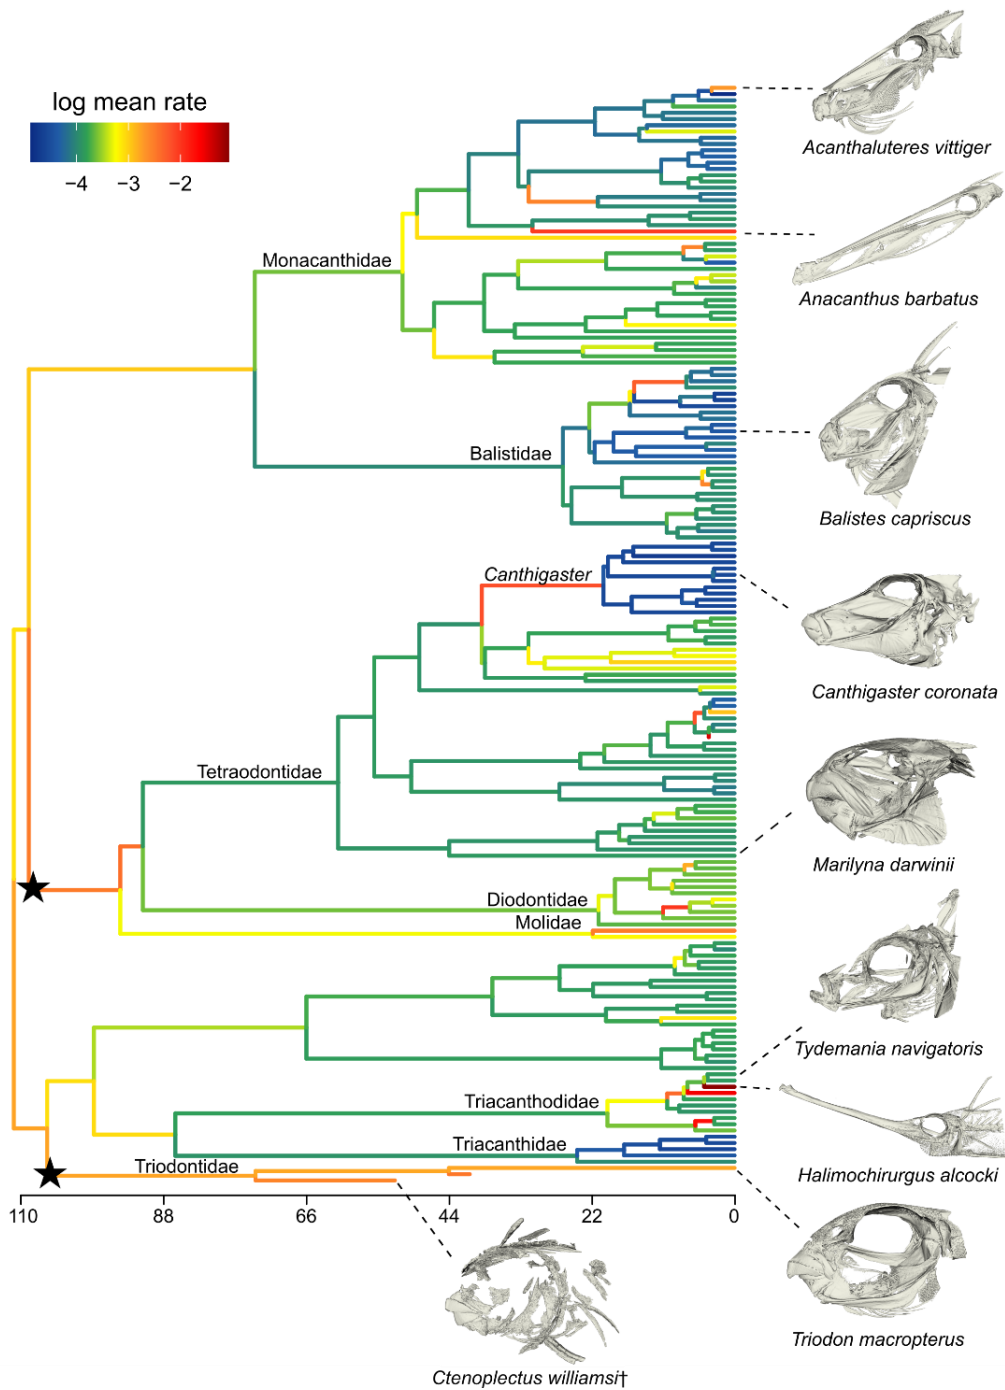 log mean rate
−4 −3 −2
Acanthaluteres vittiger
Monacanthidae
Anacanthus barbatus
Balistidae
Balistes capriscus
Canthigaster
Canthigaster coronata
Tetraodontidae
Marilyna darwinii
Diodontidae
Molidae
Tydemania navigatoris
Triacanthodidae
Triacanthidae
Halimochirurgus alcocki
Triodontidae
110 88 66 44 22 0
Triodon macropterus
Ctenoplectus williamsi†